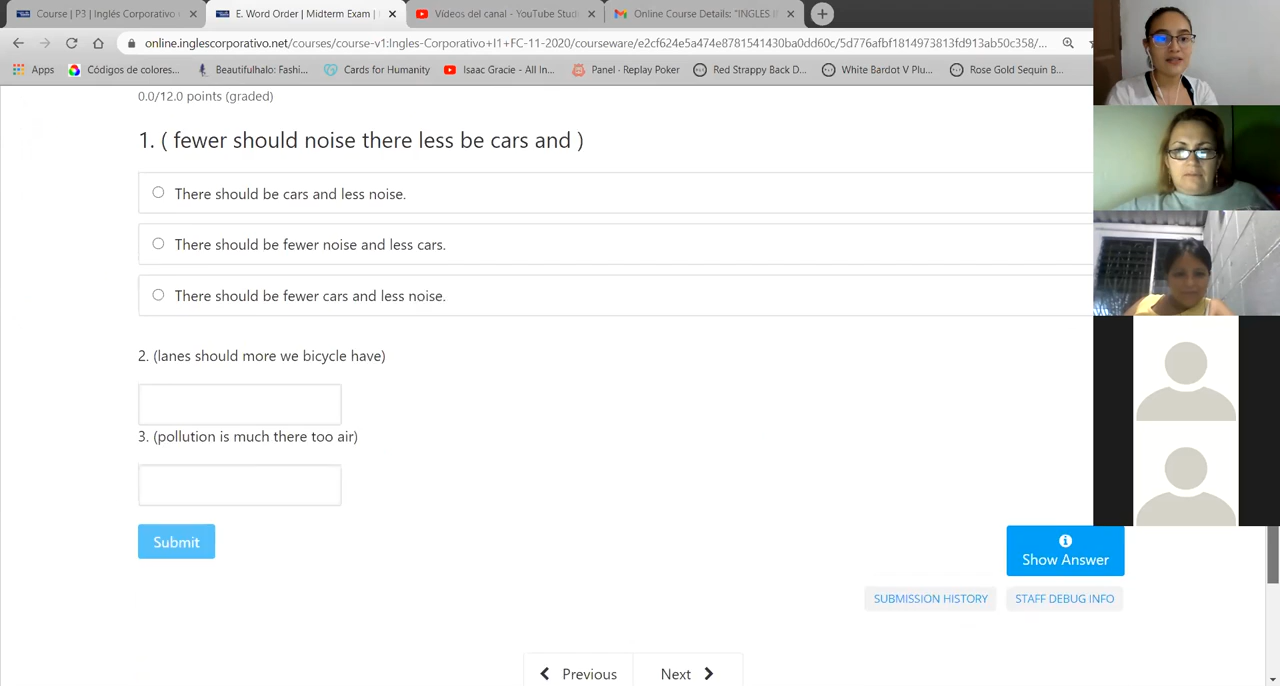 Course | P3 | Inglés Corporativo
E. Word Order | Midterm Exam |
Vídeos del canal - YouTube Studi
Online Course Details: "INGLES I
online.inglescorporativo.net/courses/course-v1:Ingles-Corporativo+I1+FC-11-2020/courseware/e2cf624e5a474e8781541430ba0dd60c/5d776afbf1814973813fd913ab50c358/...
Apps
Códigos de colores...
Beautifulhalo: Fashi...
Cards for Humanity
Isaac Gracie - All In...
Panel · Replay Poker
Red Strappy Back D...
White Bardot V Plu...
Rose Gold Sequin B...
0.0/12.0 points (graded)
1. ( fewer should noise there less be cars and )
There should be cars and less noise.
There should be fewer noise and less cars.
There should be fewer cars and less noise.
2. (lanes should more we bicycle have)
3. (pollution is much there too air)
Submit
Show Answer
SUBMISSION HISTORY
STAFF DEBUG INFO
Previous
Next